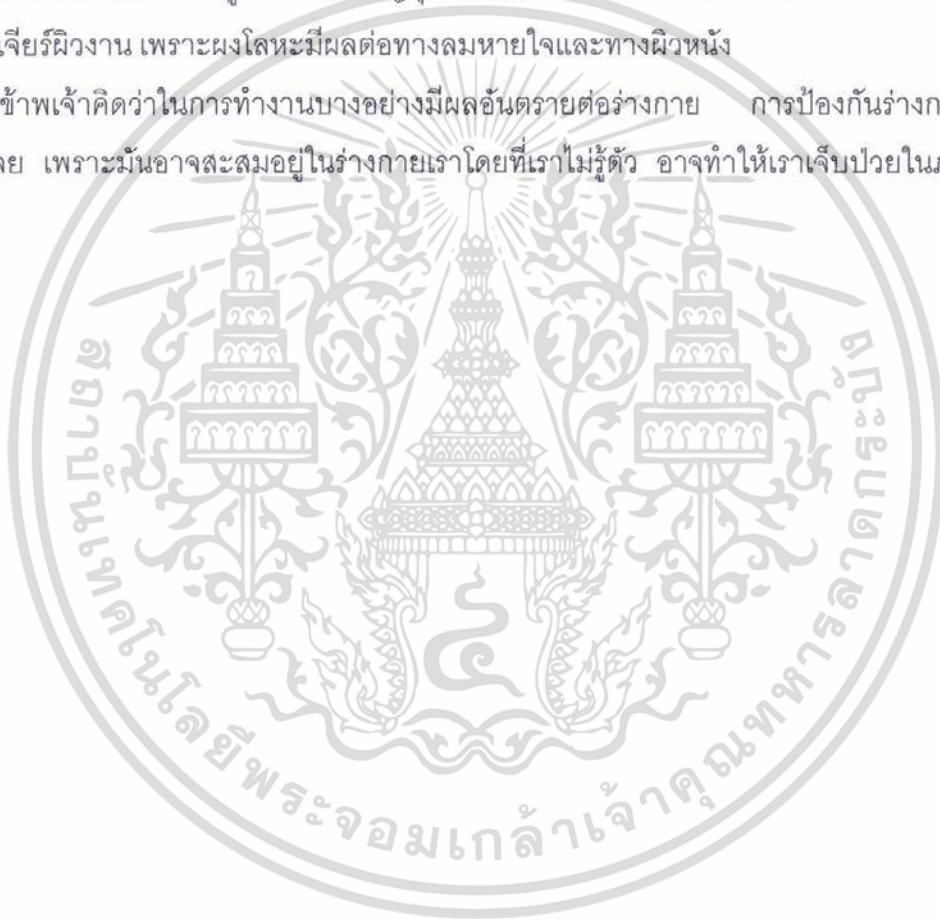 เจียร์ผิวงาน เพราะผงโลหะมีผลต่อทางลมหายใจและทางผิวหนัง
ข้าพเจ้าคิดว่าในการทำงานบางอย่างมีผลอันตรายต่อร่างกาย การป้องกันร่างก
ลย เพราะมันอาจสะสมอยู่ในร่างกายเราโดยที่เราไม่รู้ตัว อาจทำให้เราเจ็บป่วยใน
สถาบันเทคโนโลยีพระจอมเกล้าเจ้าคุณทหารลาดกระบัง
๔